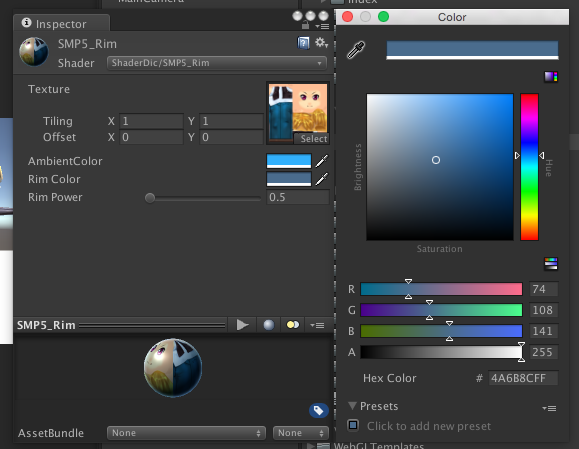 MainCamera
Index
Inspector
SMP5_Rim
Shader
ShaderDic/SMP5_Rim
Texture
Tiling X 1 Y 1
Offset X 0 Y 0
Select
AmbientColor
Rim Color
Rim Power 0.5
SMP5_Rim
AssetBundle None None
Color
Brightness
Hue
Saturation
R 74
G 108
B 141
A 255
Hex Color # 4A6B8CFF
Presets
Click to add new preset
WebGLTemplates